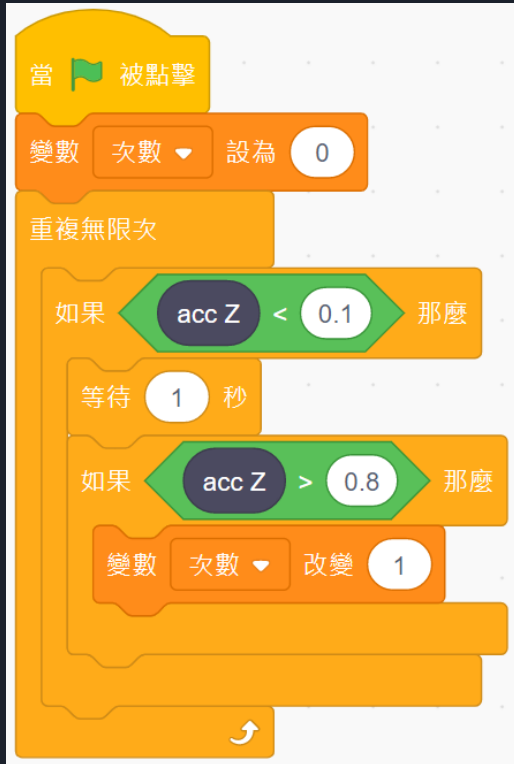 當 被點擊
變數 次數 設為 0
重複無限次
如果 acc Z < 0.1 那麼
等待 1 秒
如果 acc Z > 0.8 那麼
變數 次數 改變 1